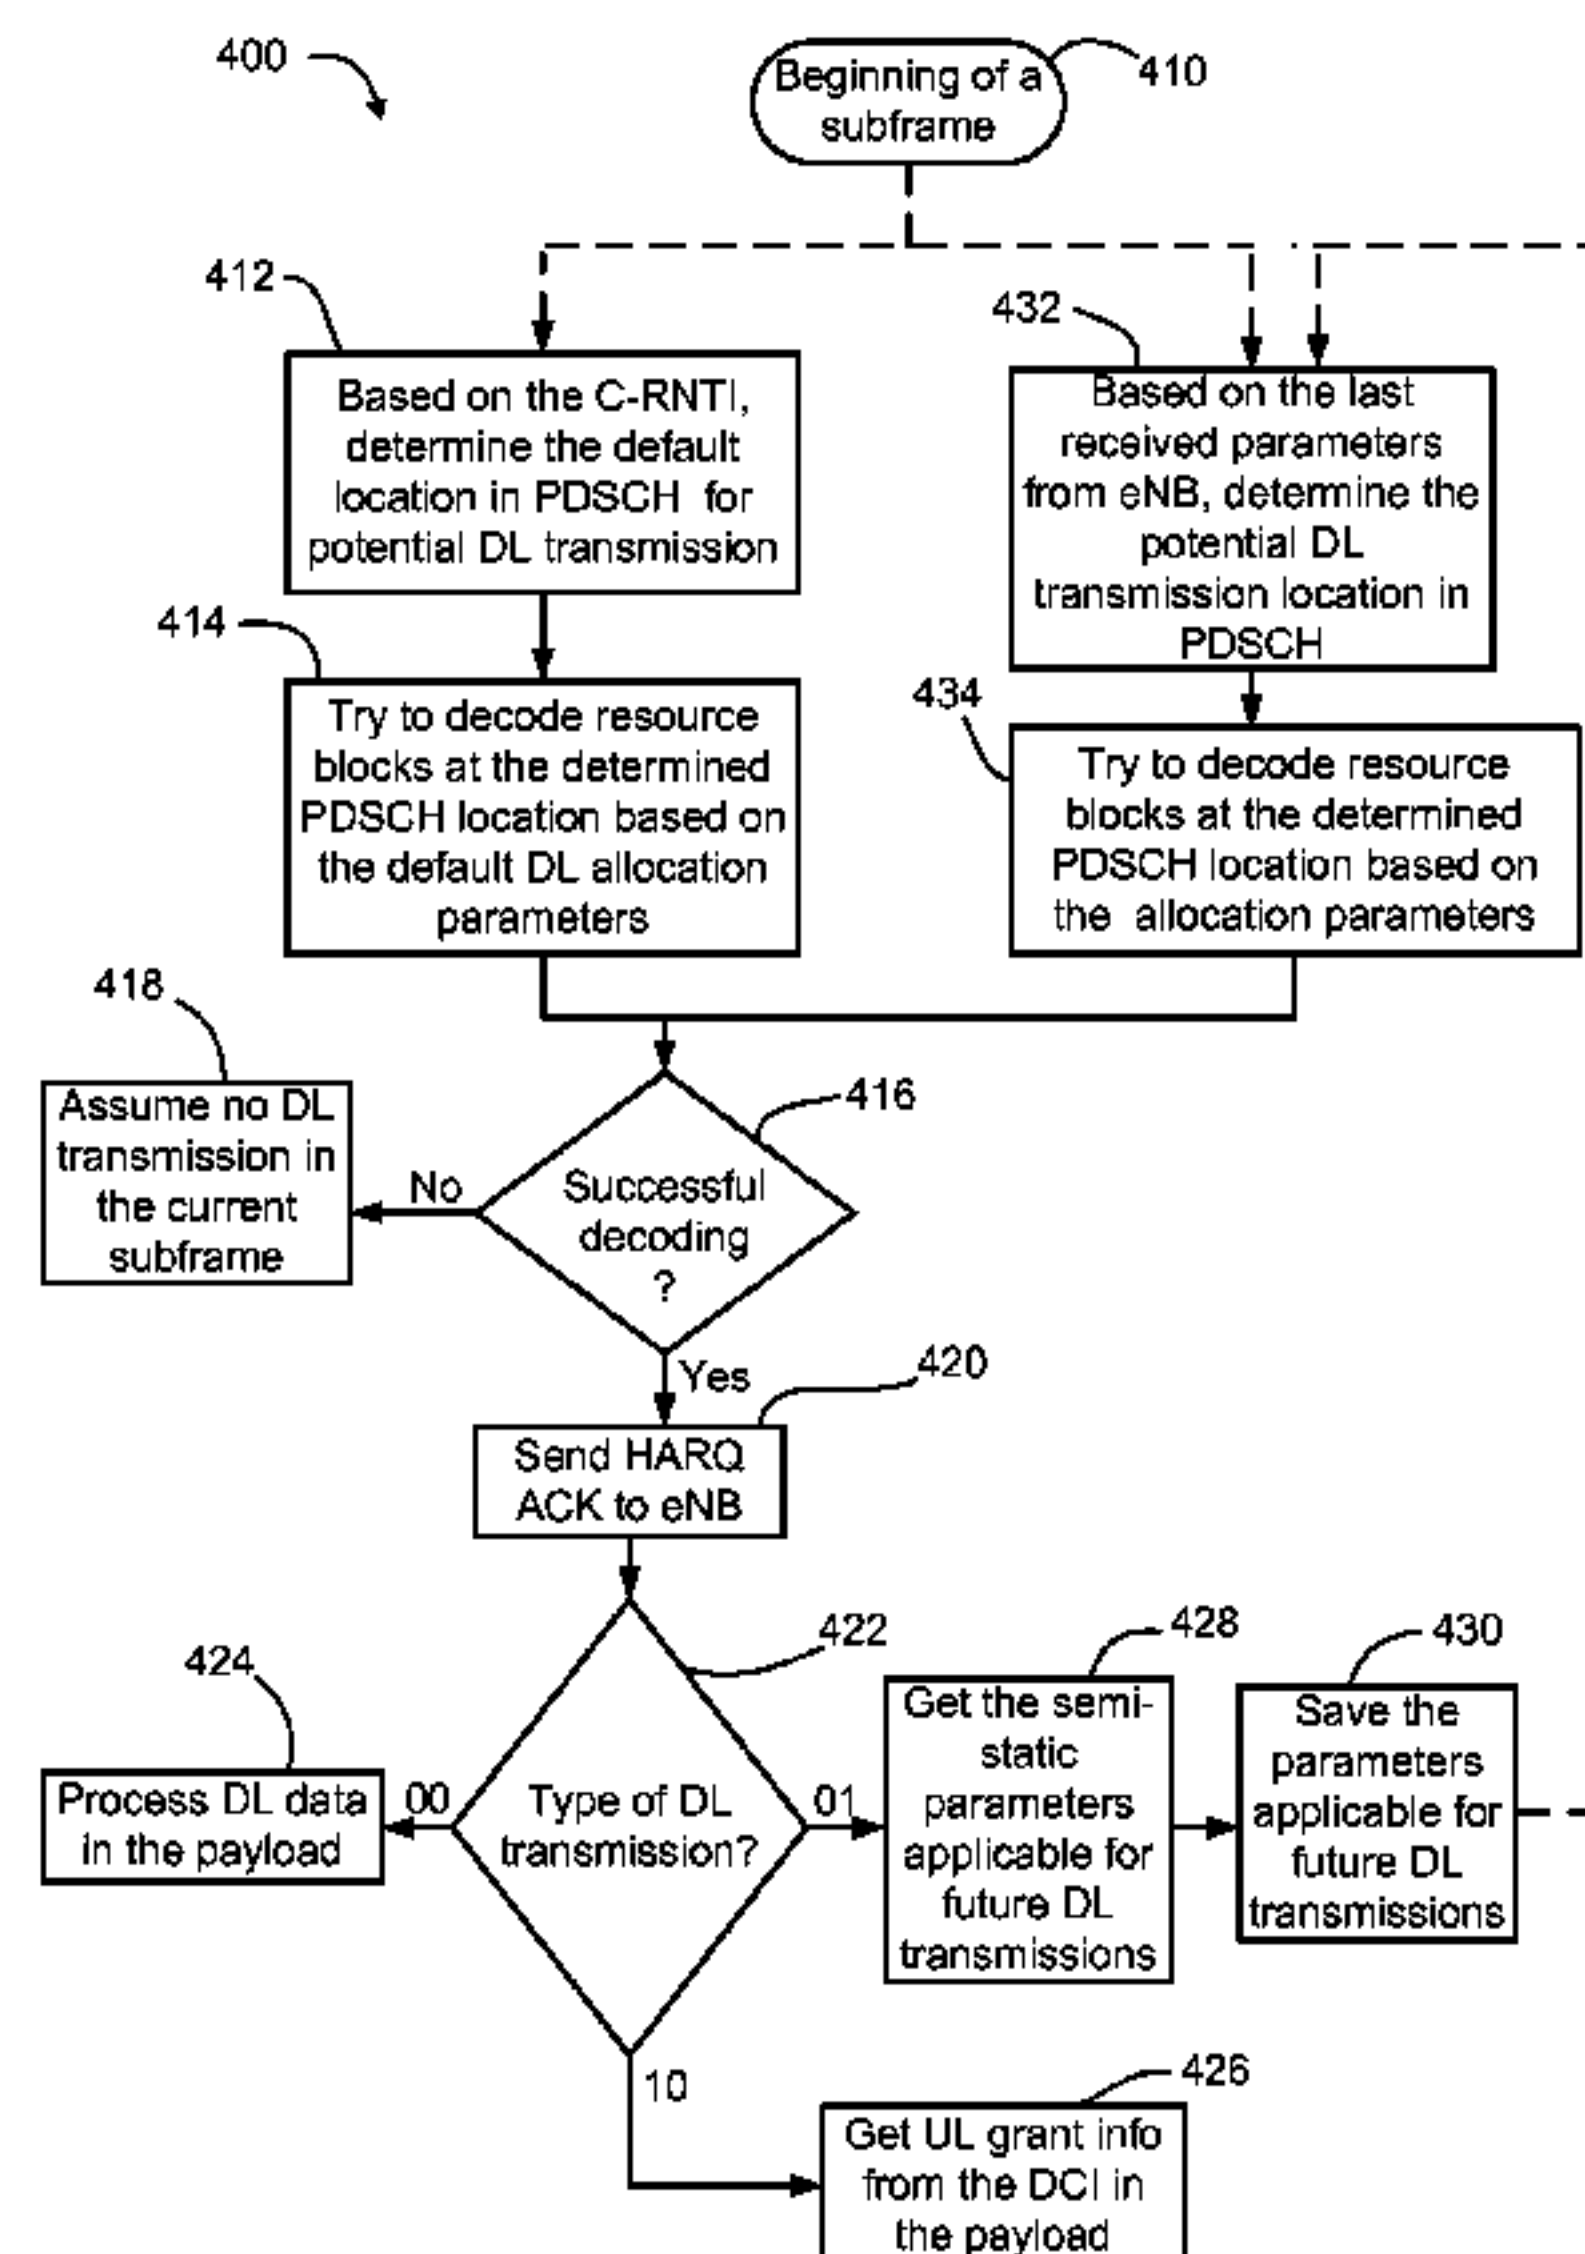 400
Beginning of a
subframe
410
412
Based on the C-RNTI,
determine the default
location in PDSCH for
potential DL transmission
432
Based on the last
received parameters
from eNB, determine the
potential DL
transmission location in
PDSCH
414
Try to decode resource
blocks at the determined
PDSCH location based on
the default DL allocation
parameters
434
Try to decode resource
blocks at the determined
PDSCH location based on
the allocation parameters
418
Assume no DL
transmission in
the current
subframe
No
416
Successful
decoding
?
Yes
420
Send HARQ
ACK to eNB
422
Type of DL
transmission?
424
Process DL data
in the payload
00
01
428
Get the semi-
static
parameters
applicable for
future DL
transmissions
430
Save the
parameters
applicable for
future DL
transmissions
10
426
Get UL grant info
from the DCI in
the payload